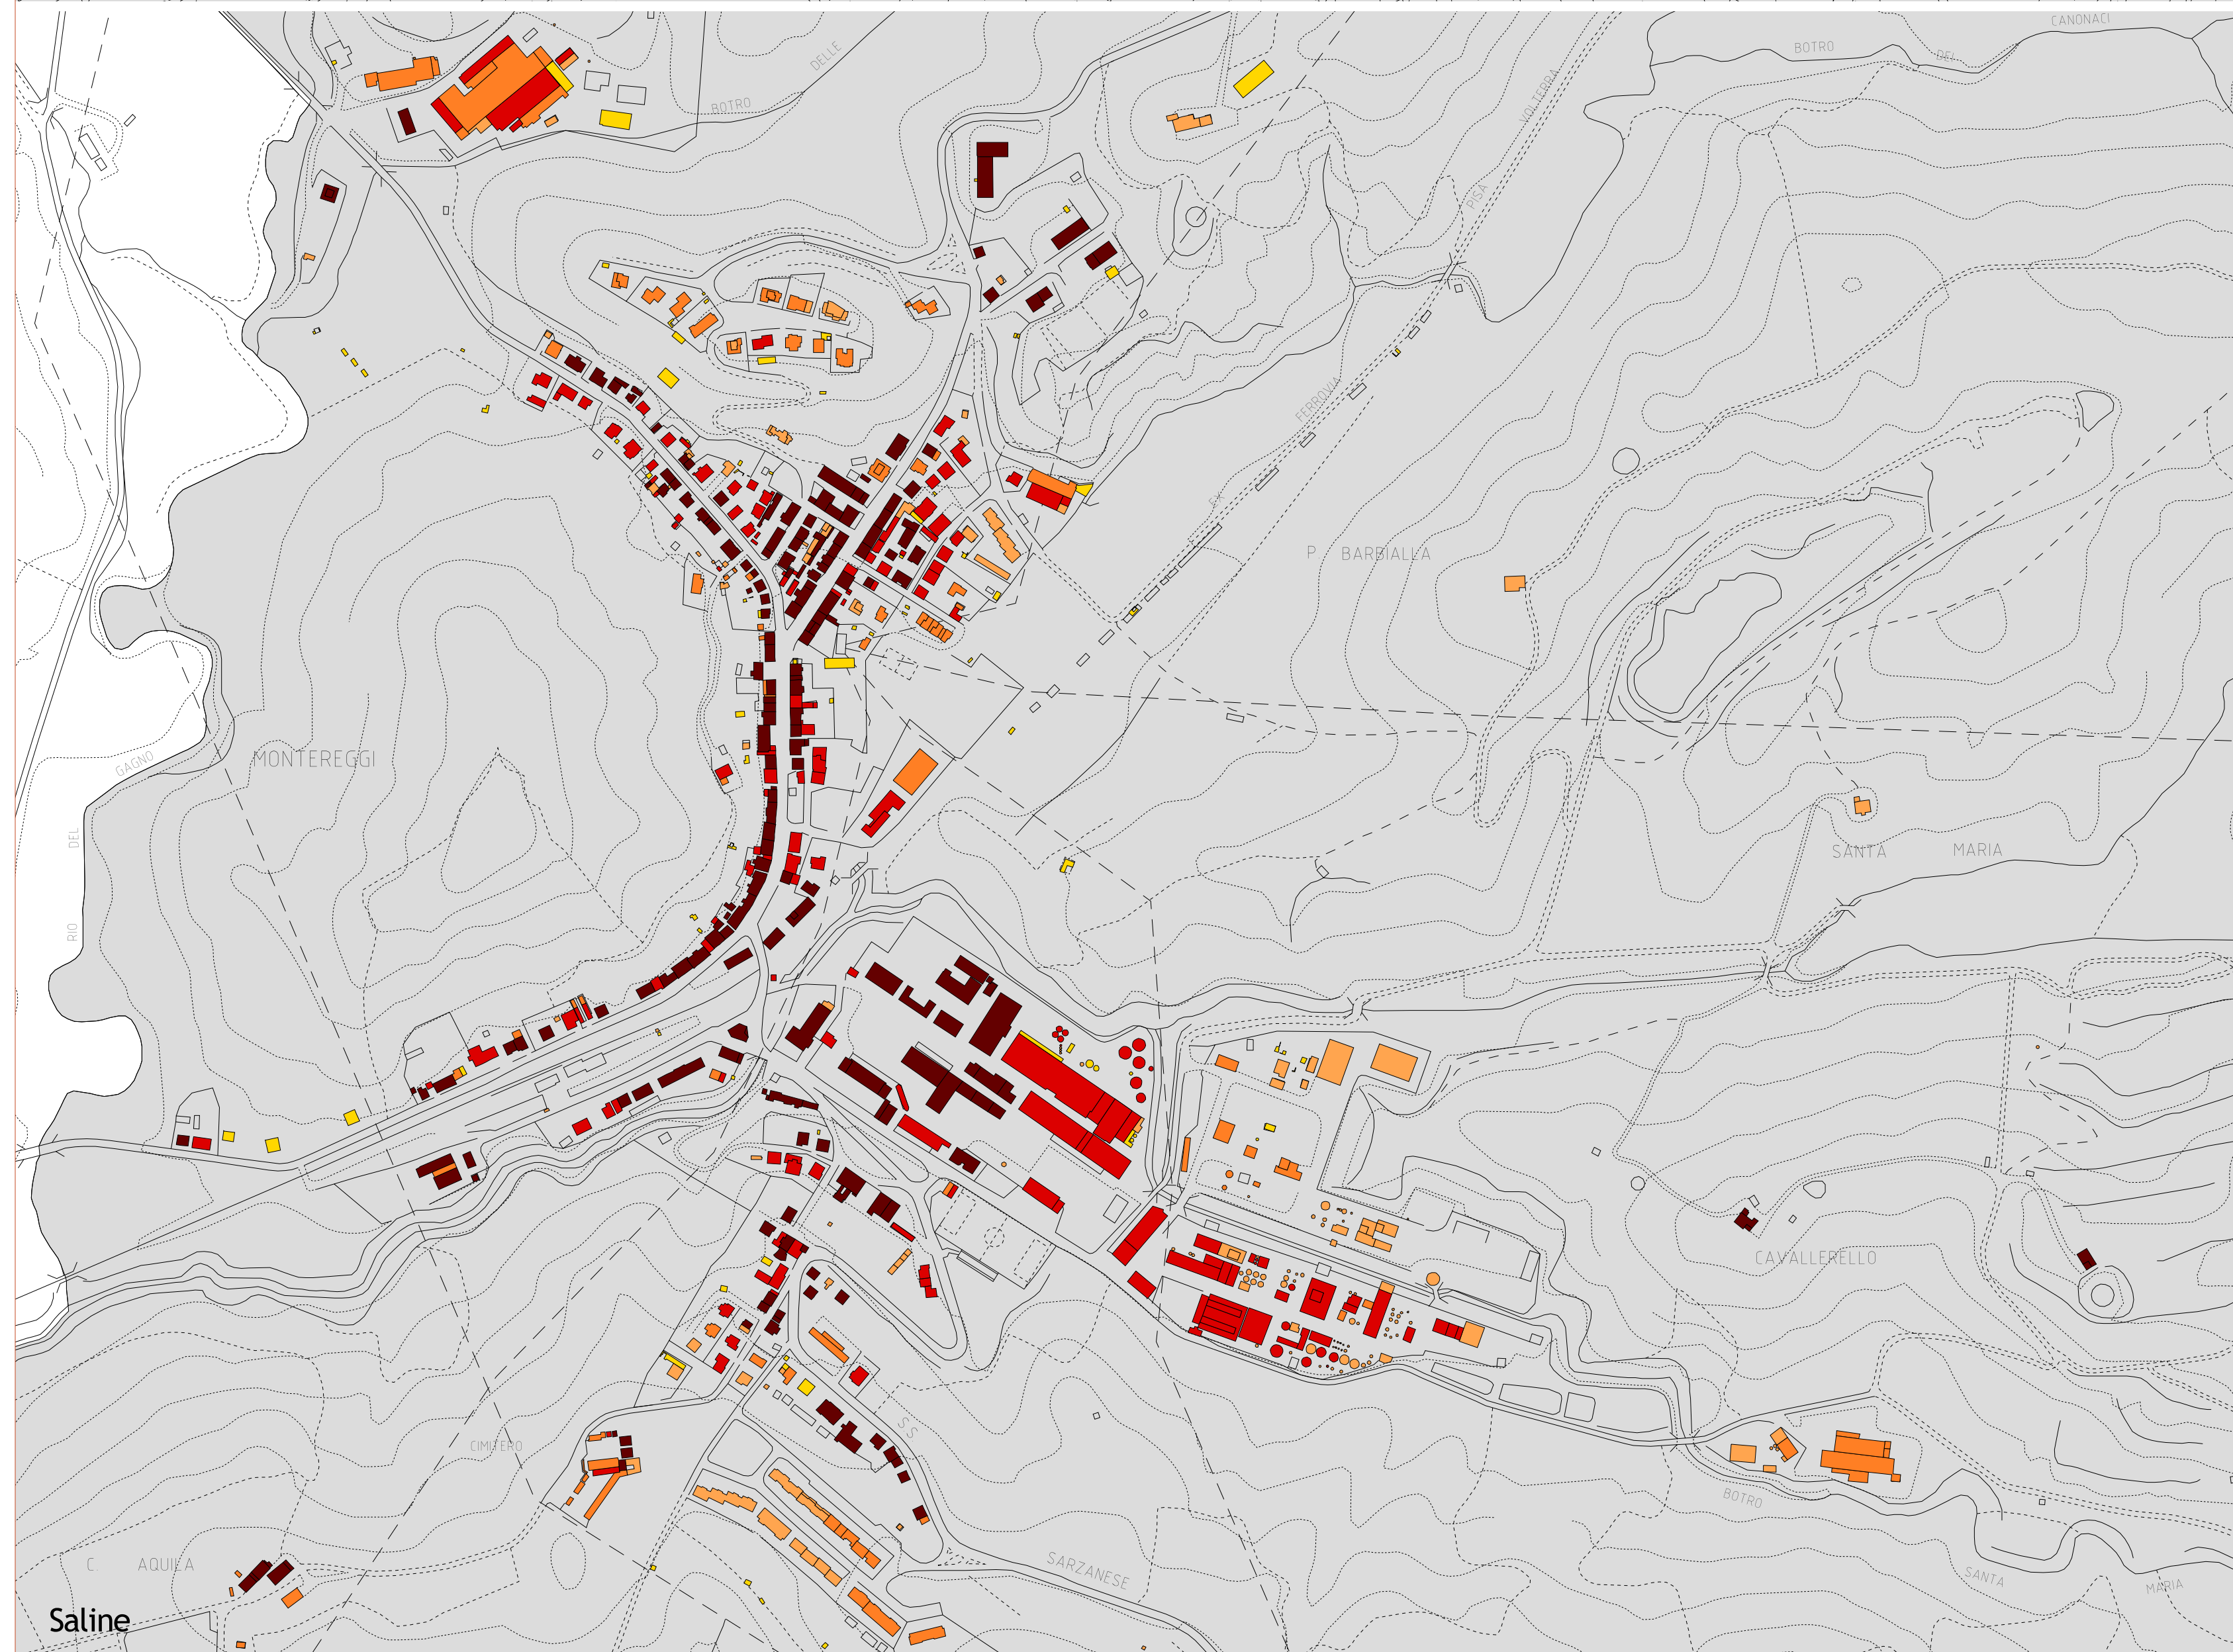 CANONACI
BOTRO
DEL
DELLE
BOTRO
VOLTERRA
PISA
FERROVIA
EX
P. BARBIALLA
MONTEREGGI
GAGNO
DEL
RIO
SANTA MARIA
CAVALLERELLO
CIMITERO
S.S.
BOTRO
C. AQUILA
SARZANESE
SANTA
MARIA
Saline